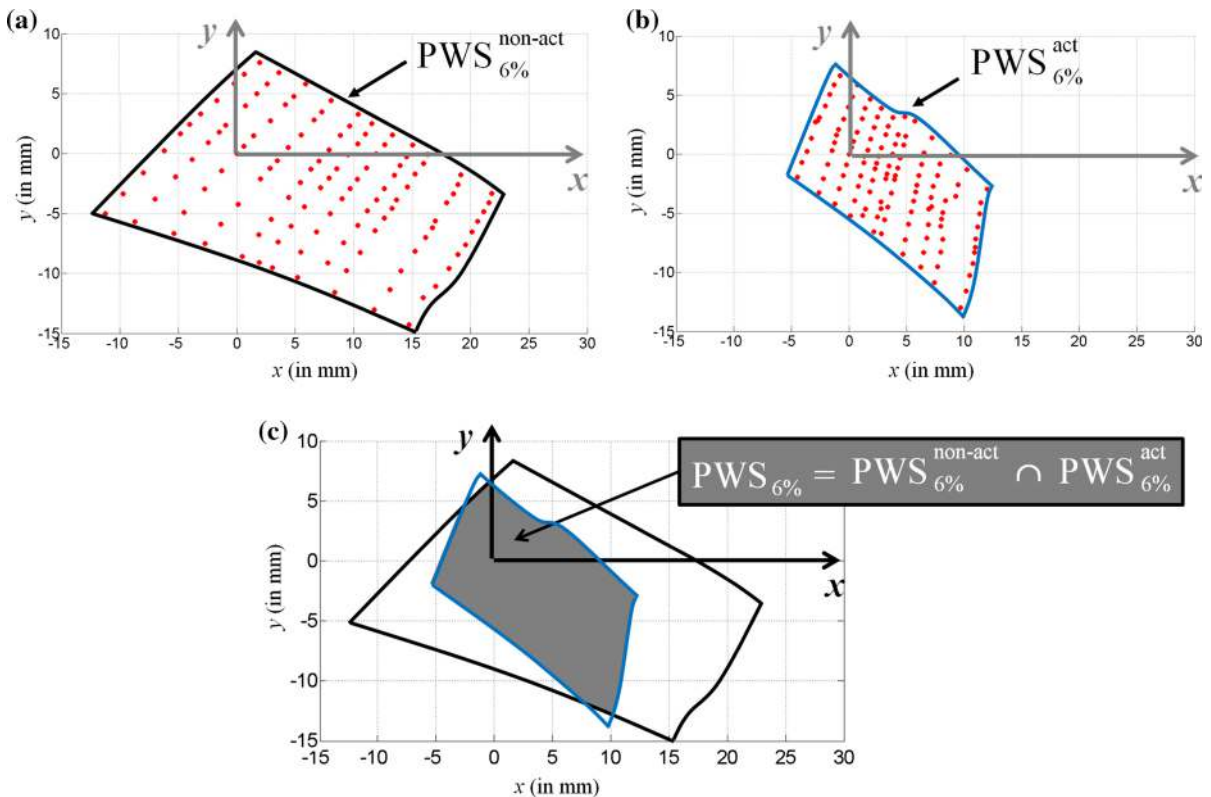 (a)
10
5
0
-5
-10
-15
y (in mm)
y
PWS 6% non-act
x
-15 -10 -5 0 5 10 15 20 25 30
x (in mm)
(b)
10
5
0
-5
-10
-15
y (in mm)
y
PWS 6% act
x
-15 -10 -5 0 5 10 15 20 25 30
x (in mm)
(c)
10
5
0
-5
-10
-15
y (in mm)
y
PWS 6% = PWS 6% non-act ∩ PWS 6% act
x
-15 -10 -5 0 5 10 15 20 25 30
x (in mm)